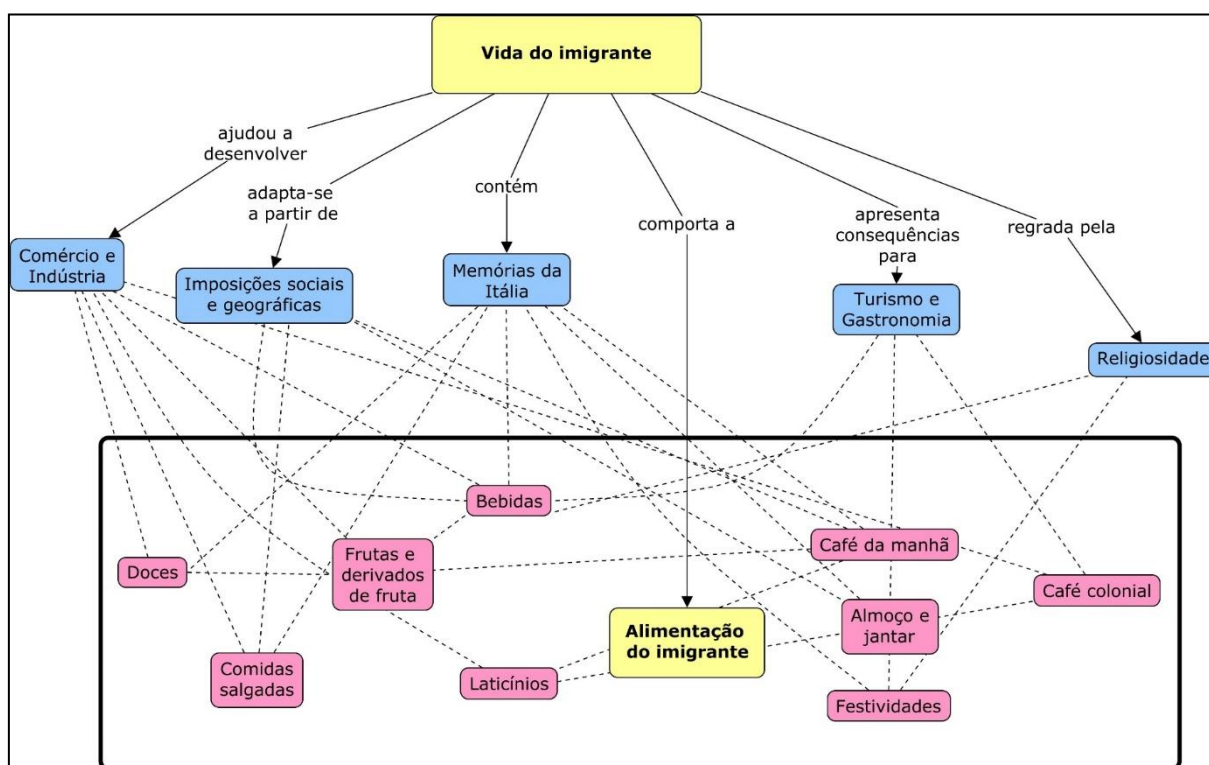 Vida do imigrante
ajudou a
desenvolver
adapta-se
a partir de
contém
comporta a
apresenta
consequências
para
regrada pela
Comércio e
Indústria
Imposições sociais
e geográficas
Memórias da
Itália
Turismo e
Gastronomia
Religiosidade
Bebidas
Doces
Frutas e
derivados
de fruta
Café da manhã
Café colonial
Almoço e
jantar
Alimentação
do imigrante
Comidas
salgadas
Laticínios
Festividades